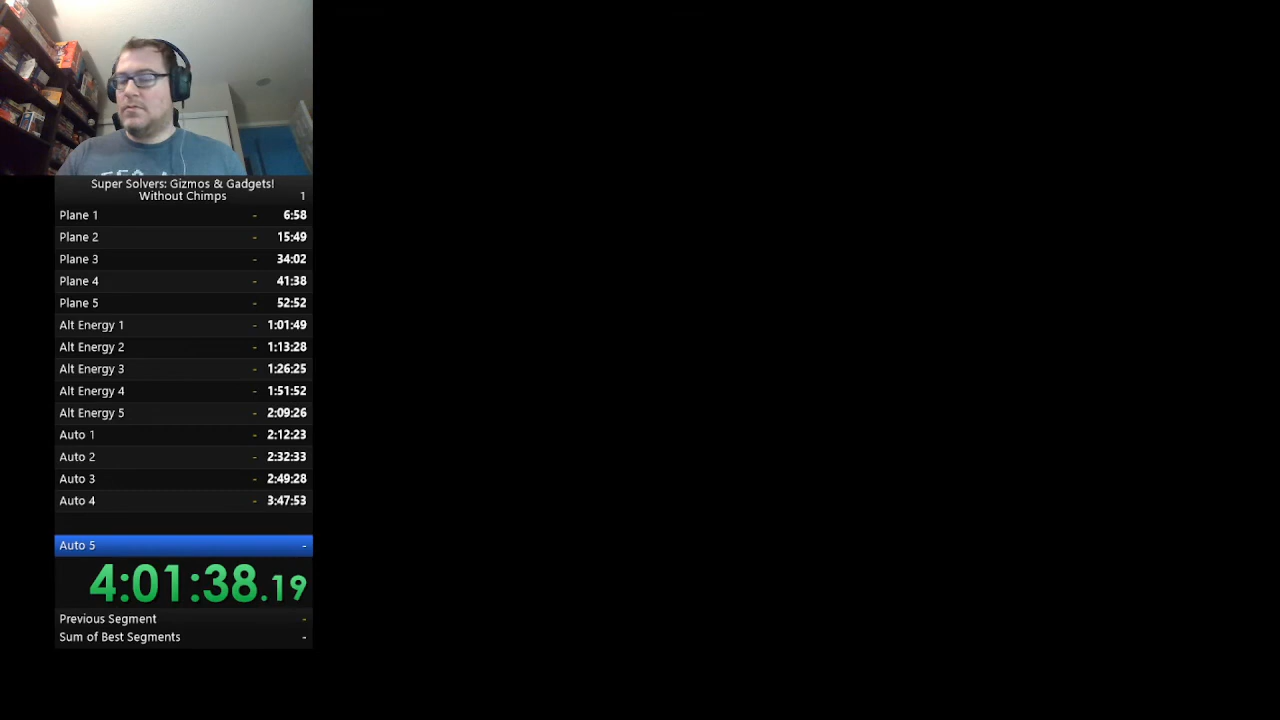 Super Solvers: Gizmos & Gadgets!
Without Chimps 1
Plane 1 - 6:58
Plane 2 - 15:49
Plane 3 - 34:02
Plane 4 - 41:38
Plane 5 - 52:52
Alt Energy 1 - 1:01:49
Alt Energy 2 - 1:13:28
Alt Energy 3 - 1:26:25
Alt Energy 4 - 1:51:52
Alt Energy 5 - 2:09:26
Auto 1 - 2:12:23
Auto 2 - 2:32:33
Auto 3 - 2:49:28
Auto 4 - 3:47:53
Auto 5 -
4:01:38.19
Previous Segment -
Sum of Best Segments -